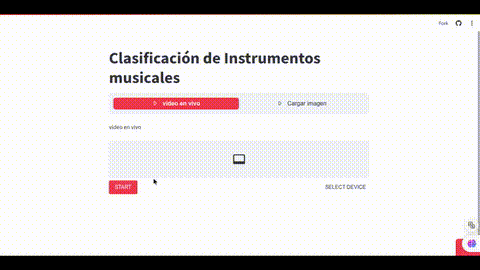 Fork
Clasificación de Instrumentos
musicales
video en vivo
Cargar imagen
video en vivo
START
SELECT DEVICE